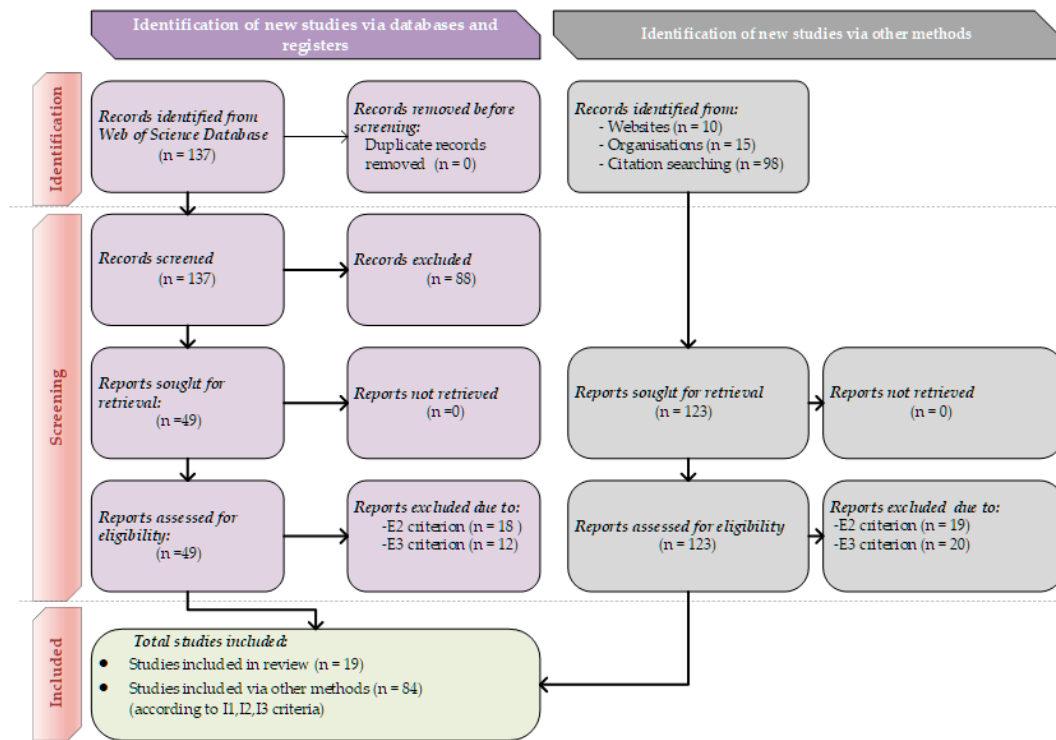 Identification of new studies via databases and
registers
Identification of new studies via other methods
Identification
Records identified from
Web of Science Database
(n = 137)
Records removed before
screening:
Duplicate records
removed (n = 0)
Records identified from:
- Websites (n = 10)
- Organisations (n = 15)
- Citation searching (n = 98)
Screening
Records screened
(n = 137)
Records excluded
(n = 88)
Reports sought for
retrieval:
(n =49)
Reports not retrieved
(n =0)
Reports sought for retrieval
(n = 123)
Reports not retrieved
(n = 0)
Reports assessed for
eligibility:
(n =49)
Reports excluded due to:
-E2 criterion (n = 18 )
-E3 criterion (n = 12)
Reports assessed for eligibility
(n = 123)
Reports excluded due to:
-E2 criterion (n = 19)
-E3 criterion (n = 20)
Included
Total studies included:
● Studies included in review (n = 19)
● Studies included via other methods (n = 84)
(according to I1,I2,I3 criteria)